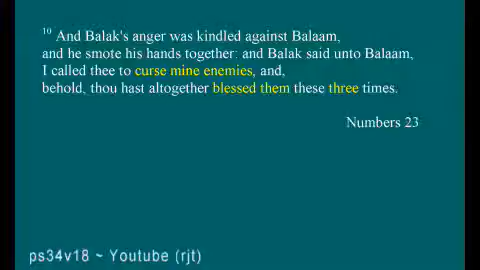 10 And Balak's anger was kindled against Balaam,
and he smote his hands together: and Balak said unto Balaam,
I called thee to curse mine enemies, and,
behold, thou hast altogether blessed them these three times.
Numbers 23
ps34v18 ~ Youtube (rjt)